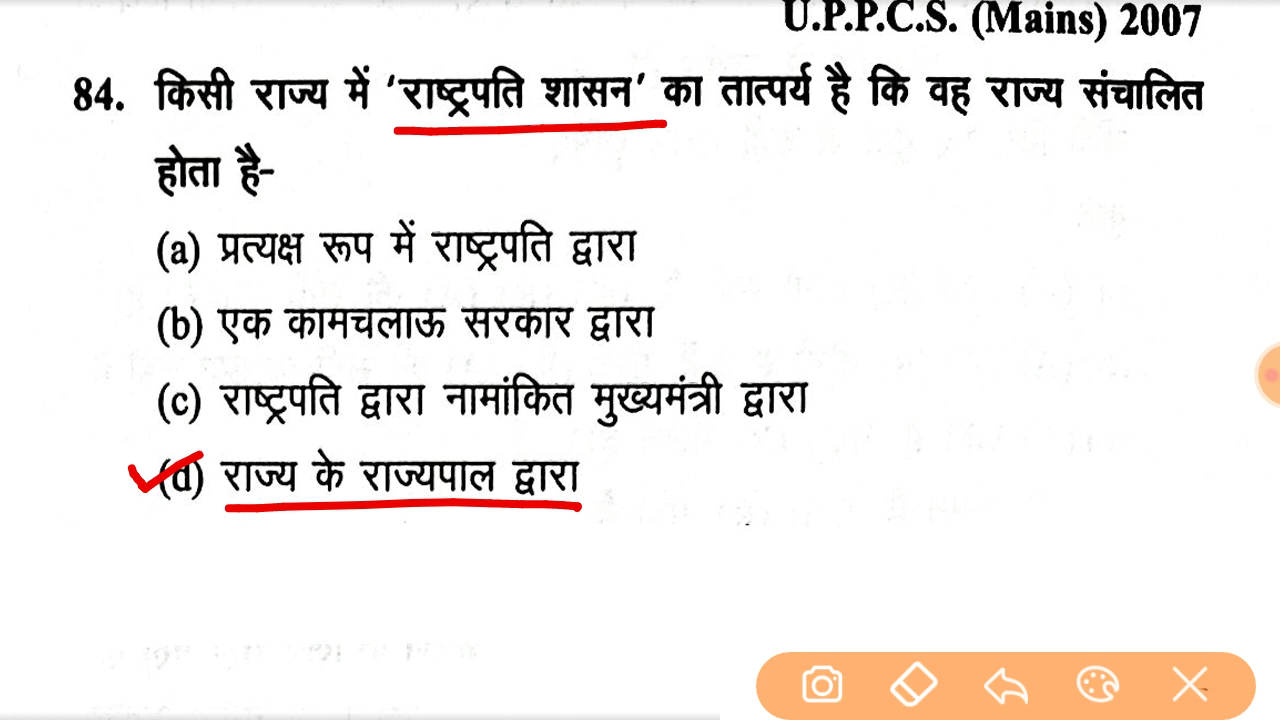 U.P.P.C.S. (Mains) 2007
84. किसी राज्य में 'राष्ट्रपति शासन' का तात्पर्य है कि वह राज्य संचालित
होता है-
(a) प्रत्यक्ष रूप में राष्ट्रपति द्वारा
(b) एक कामचलाऊ सरकार द्वारा
(c) राष्ट्रपति द्वारा नामांकित मुख्यमंत्री द्वारा
(d) राज्य के राज्यपाल द्वारा